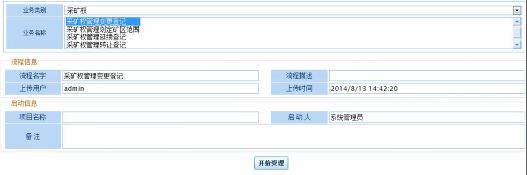 业务类别 采矿权
业务名称
采矿权管理变更登记
采矿权管理划定矿区范围
采矿权管理延续登记
采矿权管理转让登记
流程信息
流程名字 采矿权管理变更登记 流程描述
上传用户 admin 上传时间 2014/8/13 14:42:20
启动信息
项目名称 启动人 系统管理员
备注
开始受理